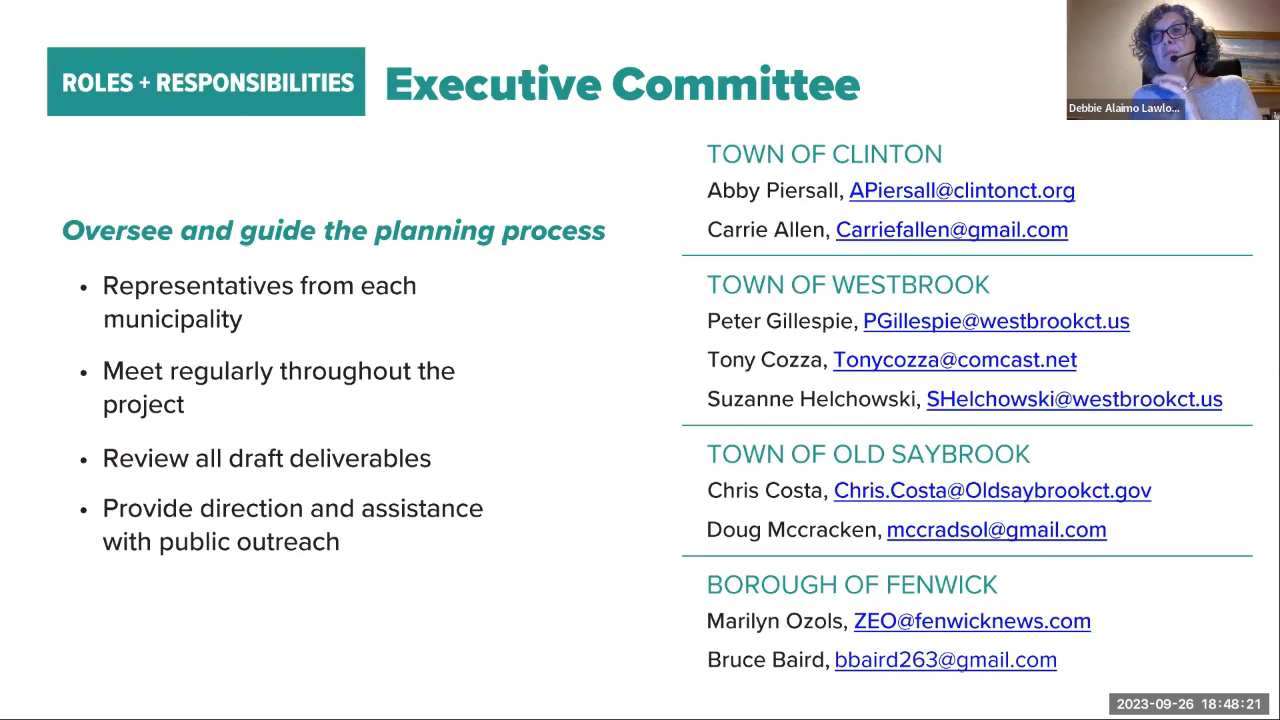 ROLES + RESPONSIBILITIES
Executive Committee
Debbie Alaimo Lawlo...
Oversee and guide the planning process
• Representatives from each
municipality
• Meet regularly throughout the
project
• Review all draft deliverables
• Provide direction and assistance
with public outreach
TOWN OF CLINTON
Abby Piersall, APiersall@clintonct.org
Carrie Allen, Carriefallen@gmail.com
TOWN OF WESTBROOK
Peter Gillespie, PGillespie@westbrookct.us
Tony Cozza, Tonycozza@comcast.net
Suzanne Helchowski, SHelchowski@westbrookct.us
TOWN OF OLD SAYBROOK
Chris Costa, Chris.Costa@Oldsaybrookct.gov
Doug Mccracken, mccradsol@gmail.com
BOROUGH OF FENWICK
Marilyn Ozols, ZEO@fenwicknews.com
Bruce Baird, bbaird263@gmail.com
2023-09-26 18:48:21